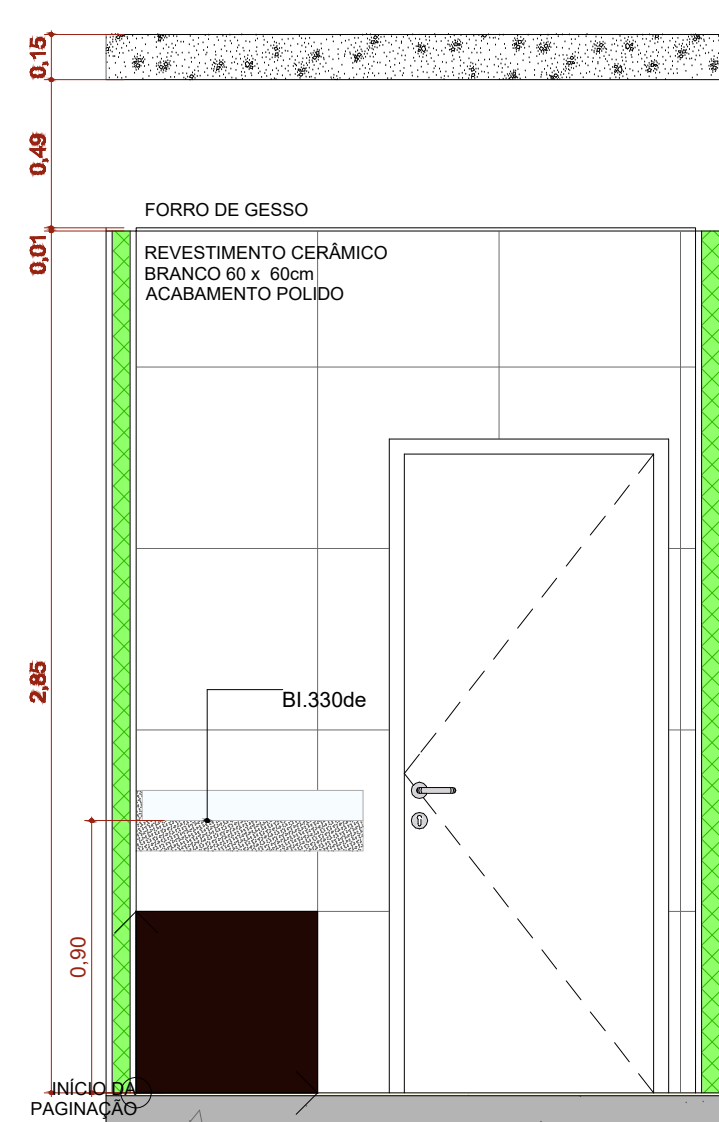 0,15
0,49
FORRO DE GESSO
0,01
REVESTIMENTO CERÂMICO
BRANCO 60 x 60cm
ACABAMENTO POLIDO
2,85
BI.330de
0,90
INÍCIO DA
PAGINAÇÃO